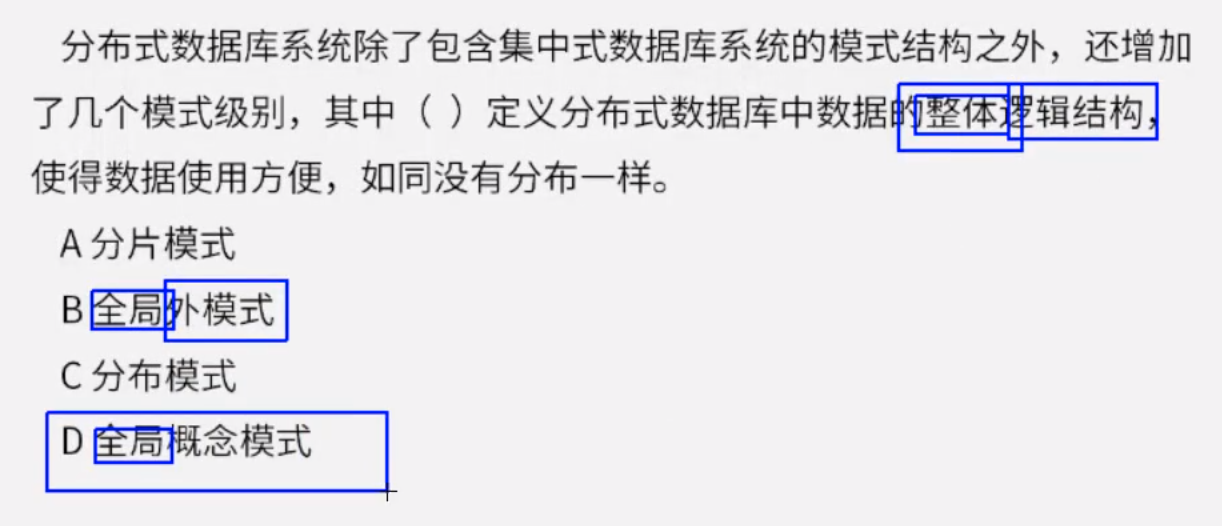 分布式数据库系统除了包含集中式数据库系统的模式结构之外，还增加
了几个模式级别，其中（ ）定义分布式数据库中数据的整体逻辑结构，
使得数据使用方便，如同没有分布一样。
A 分片模式
B 全局外模式
C 分布模式
D 全局概念模式